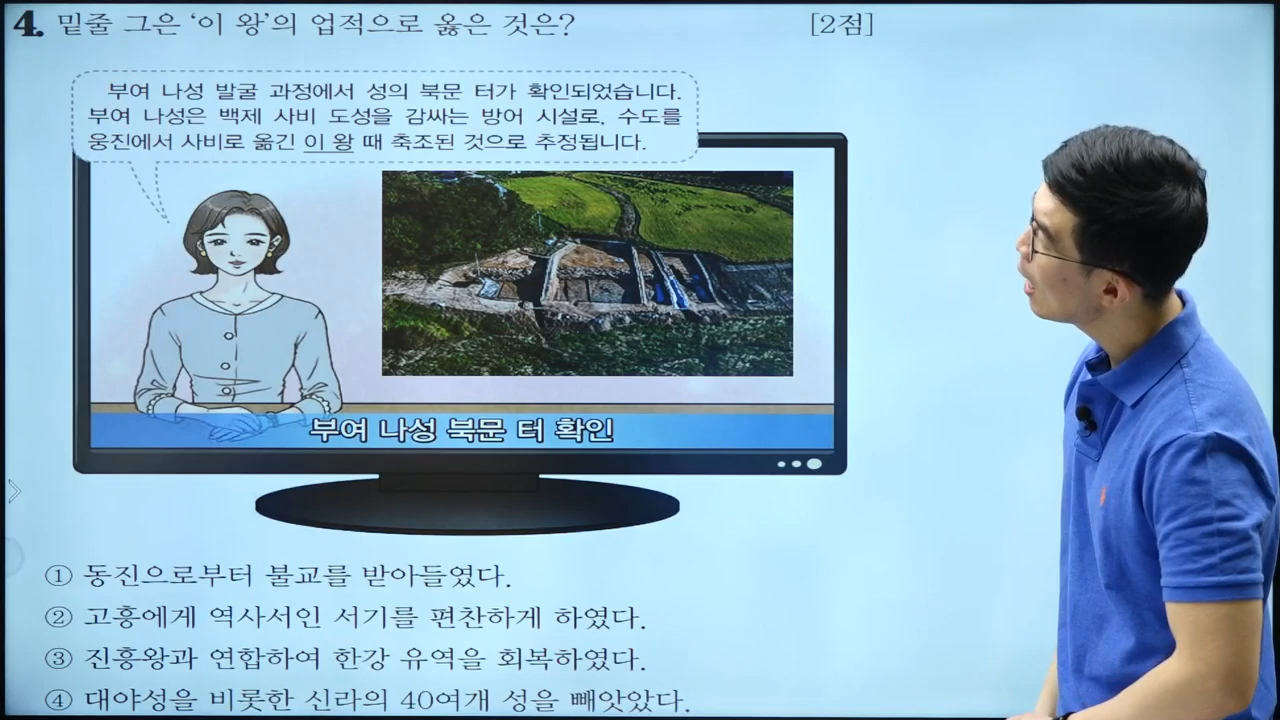 4. 밑줄 그은 '이 왕'의 업적으로 옳은 것은? [2점]
부여 나성 발굴 과정에서 성의 북문 터가 확인되었습니다.
부여 나성은 백제 사비 도성을 감싸는 방어 시설로, 수도를
웅진에서 사비로 옮긴 이 왕 때 축조된 것으로 추정됩니다.
부여 나성 북문 터 확인
① 동진으로부터 불교를 받아들였다.
② 고흥에게 역사서인 서기를 편찬하게 하였다.
③ 진흥왕과 연합하여 한강 유역을 회복하였다.
④ 대야성을 비롯한 신라의 40여개 성을 빼앗았다.